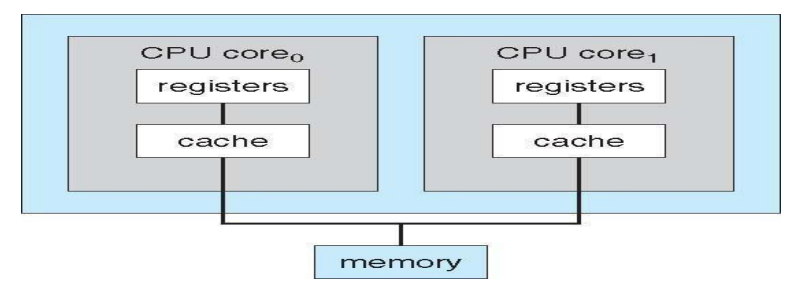 CPU core₀
registers
cache
CPU core₁
registers
cache
memory